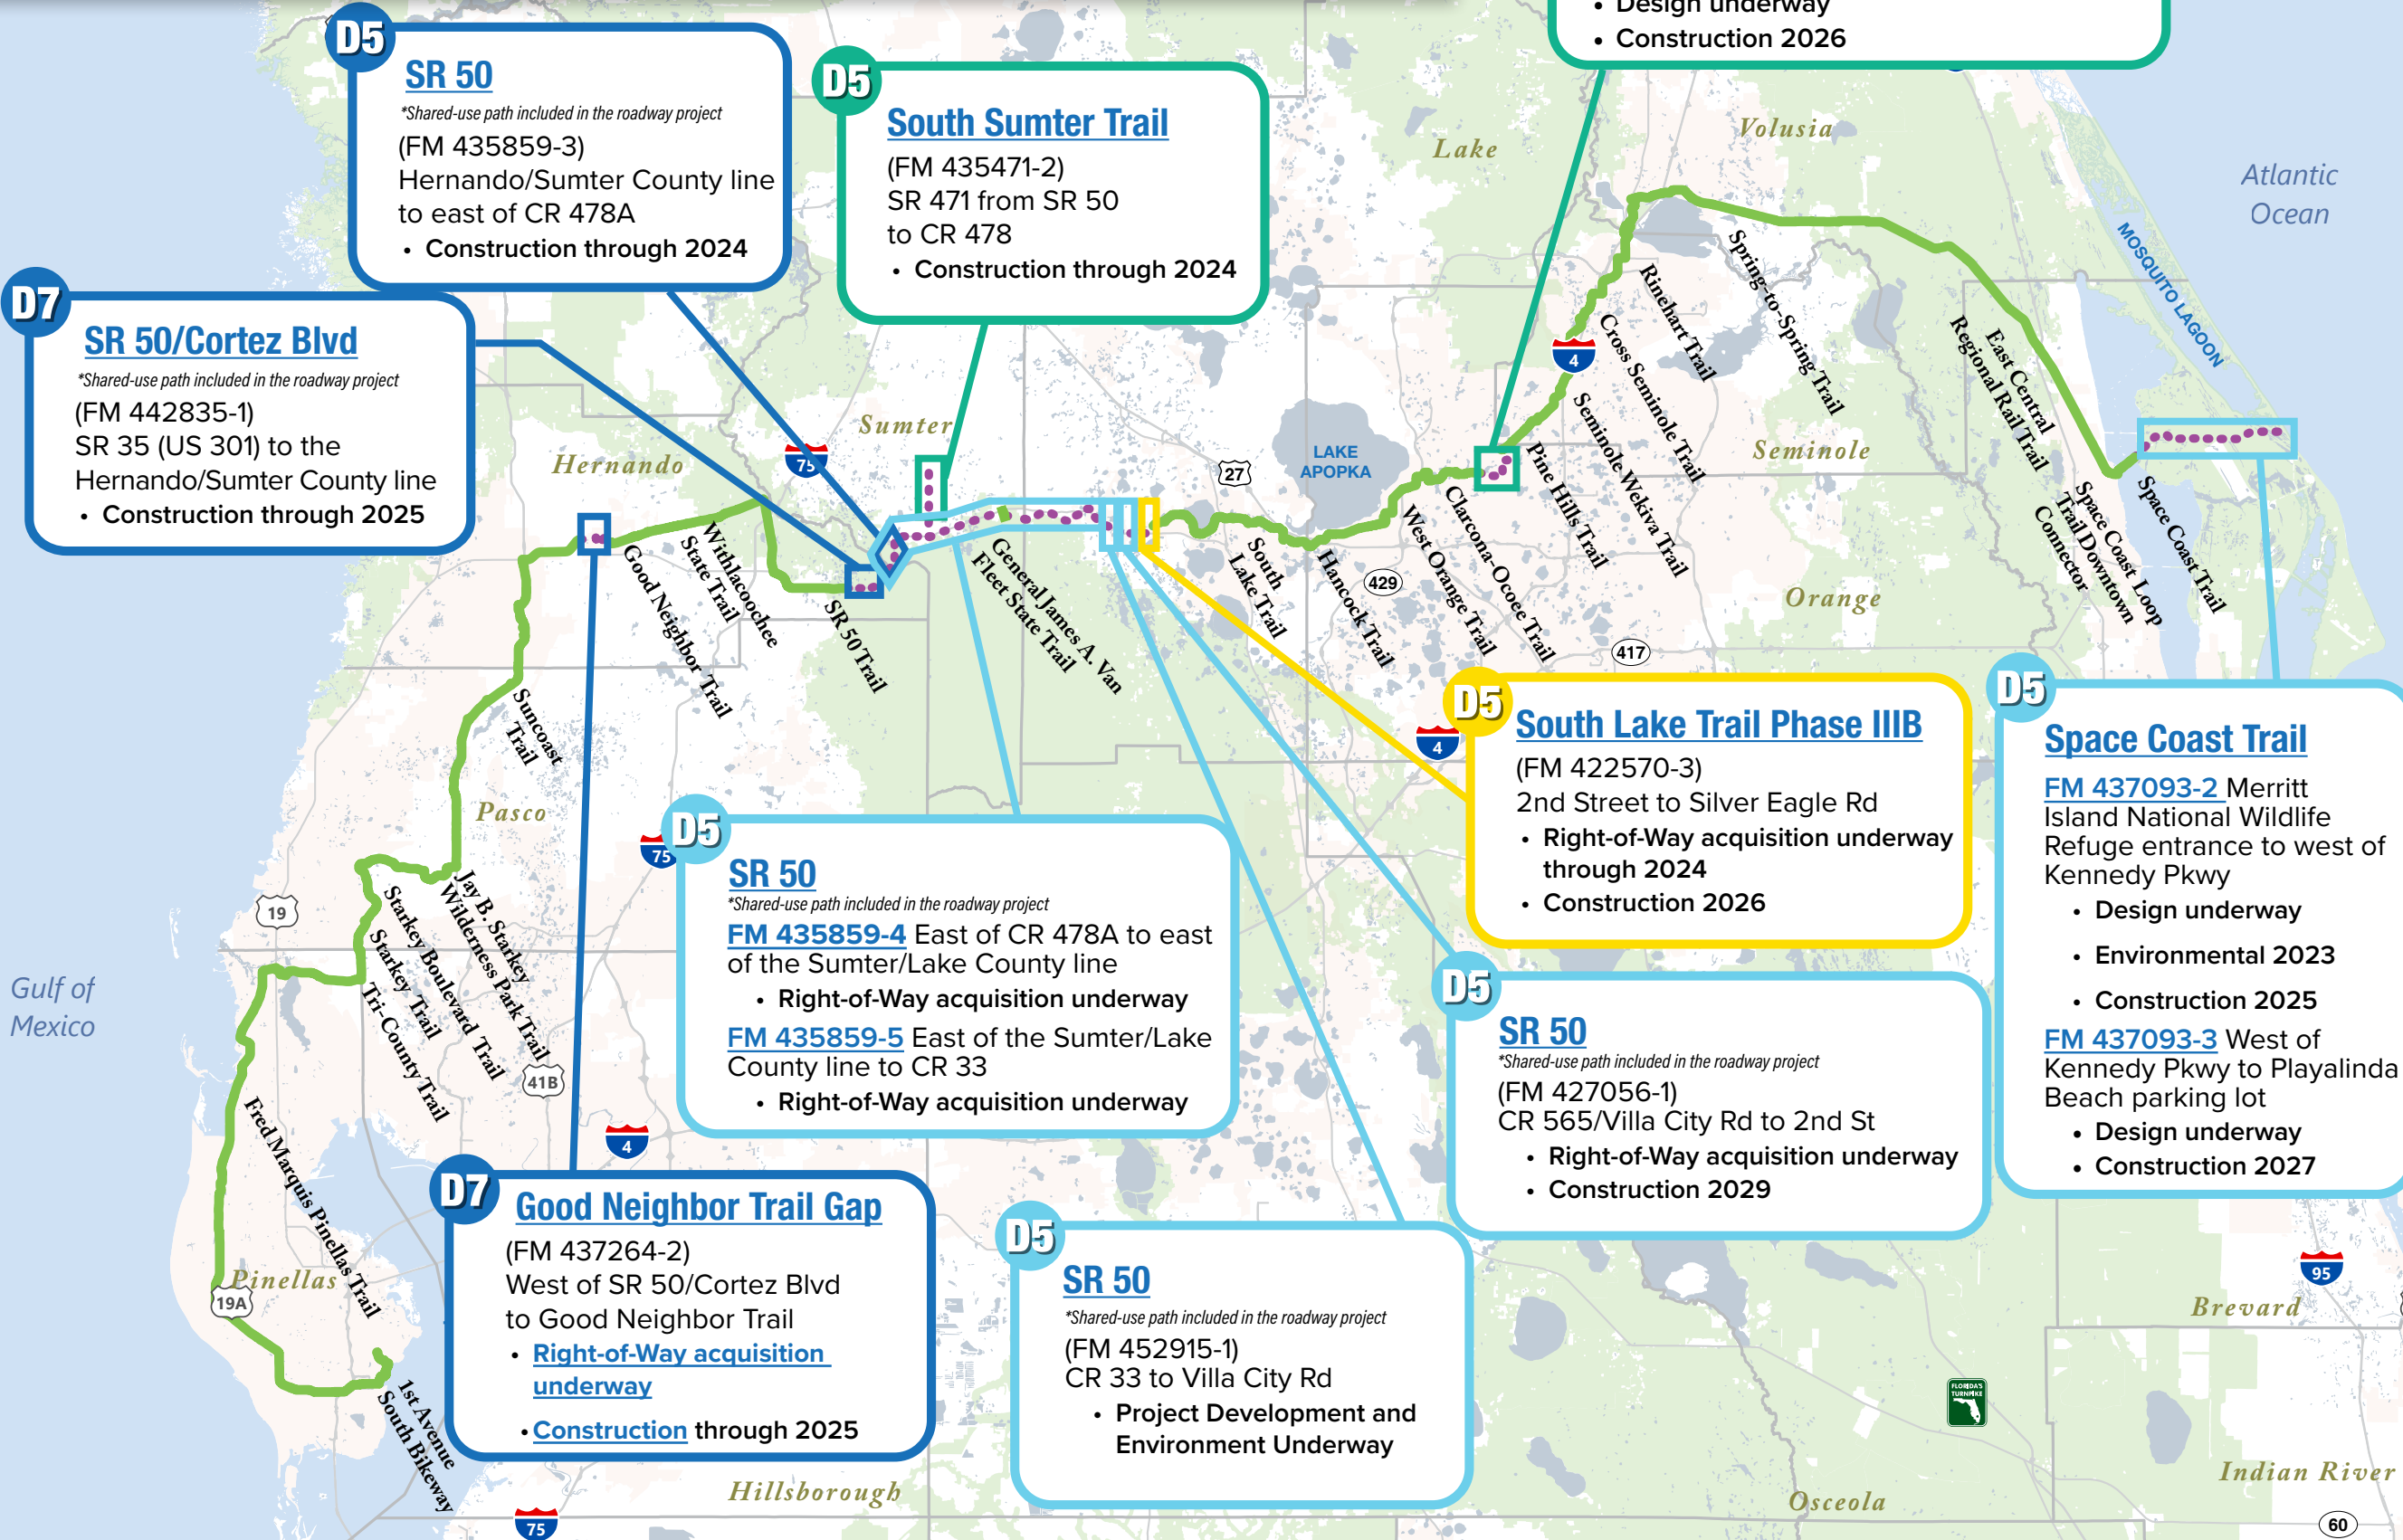 Design underway
• Construction 2026
D5
SR 50
*Shared-use path included in the roadway project
(FM 435859-3)
Hernando/Sumter County line
to east of CR 478A
• Construction through 2024
D5
South Sumter Trail
(FM 435471-2)
SR 471 from SR 50
to CR 478
• Construction through 2024
D7
SR 50/Cortez Blvd
*Shared-use path included in the roadway project
(FM 442835-1)
SR 35 (US 301) to the
Hernando/Sumter County line
• Construction through 2025
Lake
Volusia
Atlantic
Ocean
MOSQUITO LAGOON
Sumter
Hernando
75
4
27
LAKE
APOPKA
Seminole
Orange
429
417
Spring-to-Spring Trail
Rinehart Trail
Cross Seminole Trail
Seminole Wekiva Trail
Pine Hills Trail
Clarcona-Ocoee Trail
West Orange Trail
Hancock Trail
South
Lake Trail
General James A. Van
Fleet State Trail
SR 50 Trail
Withlacoochee
State Trail
Good Neighbor Trail
Suncoast
Trail
East Central
Regional Rail Trail
Space Coast Loop
Trail Downtown
Connector
Space Coast Trail
Pasco
19
Jay B. Starkey
Wilderness Park Trail
Starkey Boulevard Trail
Starkey Trail
Tri-County Trail
41B
Gulf of
Mexico
Fred Marquis Pinellas Trail
Pinellas
19A
1st Avenue
South Bikeway
75
4
4
D5
SR 50
*Shared-use path included in the roadway project
FM 435859-4 East of CR 478A to east
of the Sumter/Lake County line
• Right-of-Way acquisition underway
FM 435859-5 East of the Sumter/Lake
County line to CR 33
• Right-of-Way acquisition underway
D5
South Lake Trail Phase IIIB
(FM 422570-3)
2nd Street to Silver Eagle Rd
• Right-of-Way acquisition underway
through 2024
• Construction 2026
D5
Space Coast Trail
FM 437093-2 Merritt
Island National Wildlife
Refuge entrance to west of
Kennedy Pkwy
• Design underway
• Environmental 2023
• Construction 2025
FM 437093-3 West of
Kennedy Pkwy to Playalinda
Beach parking lot
• Design underway
• Construction 2027
D5
SR 50
*Shared-use path included in the roadway project
(FM 427056-1)
CR 565/Villa City Rd to 2nd St
• Right-of-Way acquisition underway
• Construction 2029
D7
Good Neighbor Trail Gap
(FM 437264-2)
West of SR 50/Cortez Blvd
to Good Neighbor Trail
• Right-of-Way acquisition
underway
• Construction through 2025
D5
SR 50
*Shared-use path included in the roadway project
(FM 452915-1)
CR 33 to Villa City Rd
• Project Development and
Environment Underway
95
Brevard
FLORIDA'S
TURNPIKE
Hillsborough
Osceola
Indian River
75
60